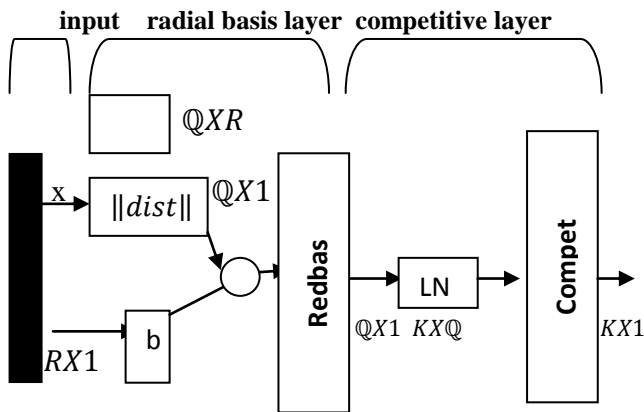 input radial basis layer competitive layer
ℚXR
x
‖dist‖
ℚX1
Redbas
LN
Compet
b
RX1
ℚX1 KXℚ
KX1